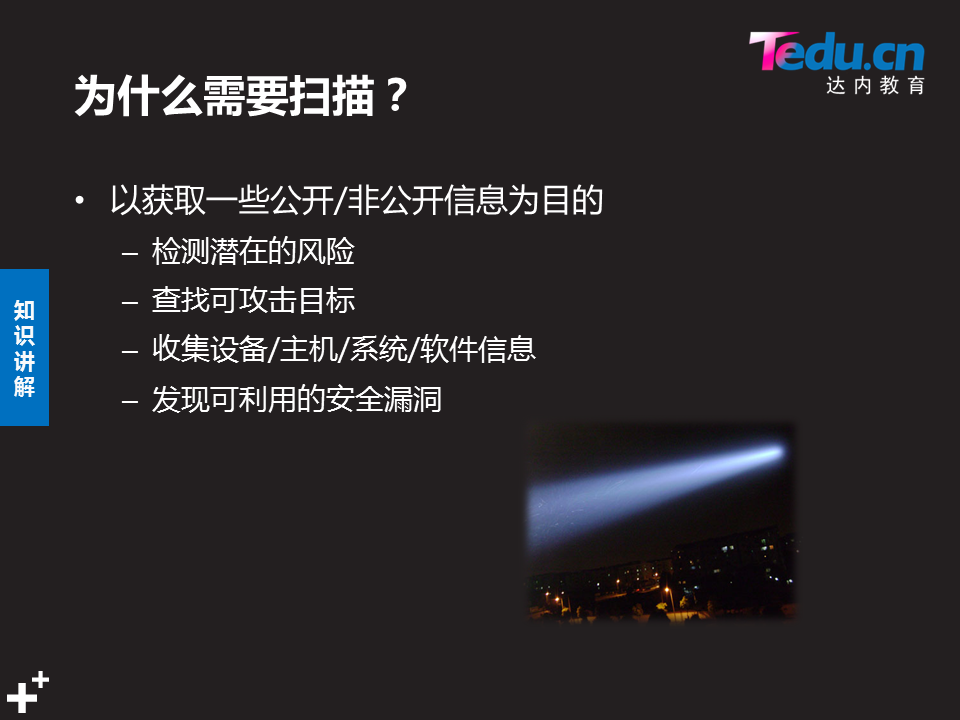 Tedu.cn
达内教育
为什么需要扫描？
• 以获取一些公开/非公开信息为目的
– 检测潜在的风险
– 查找可攻击目标
– 收集设备/主机/系统/软件信息
– 发现可利用的安全漏洞
知识讲解